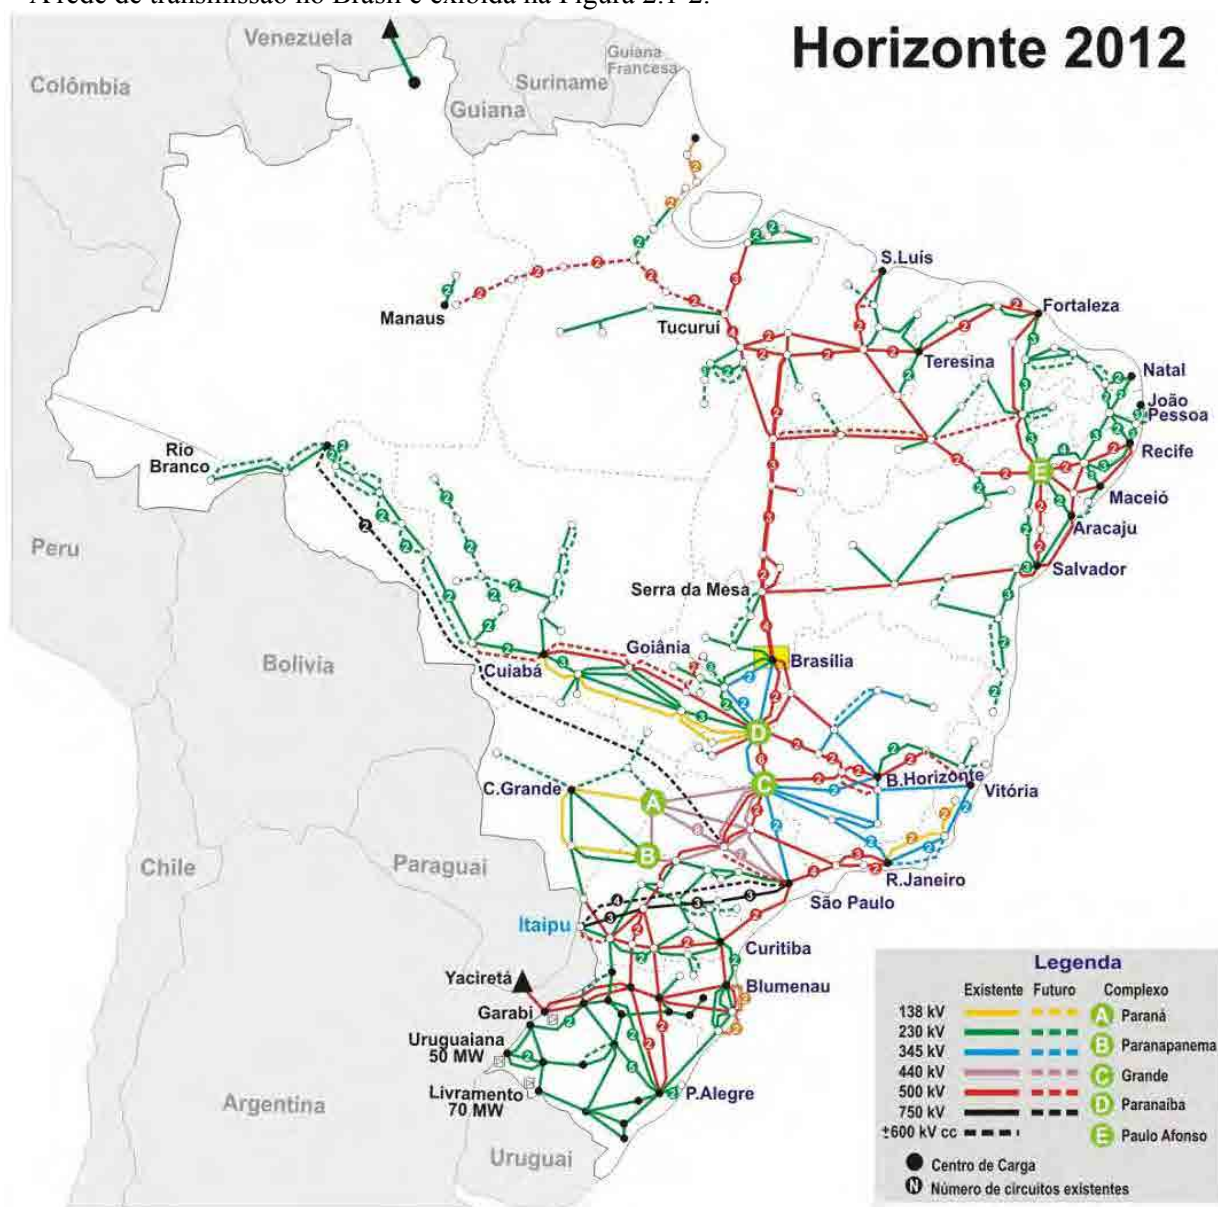 A rede de transmissão no Brasil é exibida na Figura 2.1-2.
Horizonte 2012
Venezuela
Guiana
Francesa
Suriname
Colômbia
Guiana
S.Luis
Fortaleza
Manaus
Tucuruí
Teresina
Natal
João
Pessoa
Rio
Branco
Recife
E
Maceió
Aracaju
Peru
Salvador
Serra da Mesa
Goiânia
Brasília
Bolivia
Cuiabá
D
B.Horizonte
C.Grande
C
Vitória
A
B
Chile
Paraguai
R.Janeiro
São Paulo
Itaipu
Curitiba
Yaciretá
Blumenau
Garabi
Uruguaiana
50 MW
Livramento
70 MW
P.Alegre
Argentina
Uruguai
Legenda
Existente Futuro Complexo
138 kV A Paraná
230 kV B Paranapanema
345 kV
440 kV C Grande
500 kV D Paranaíba
750 kV
±600 kV cc E Paulo Afonso
Centro de Carga
N Número de circuitos existentes